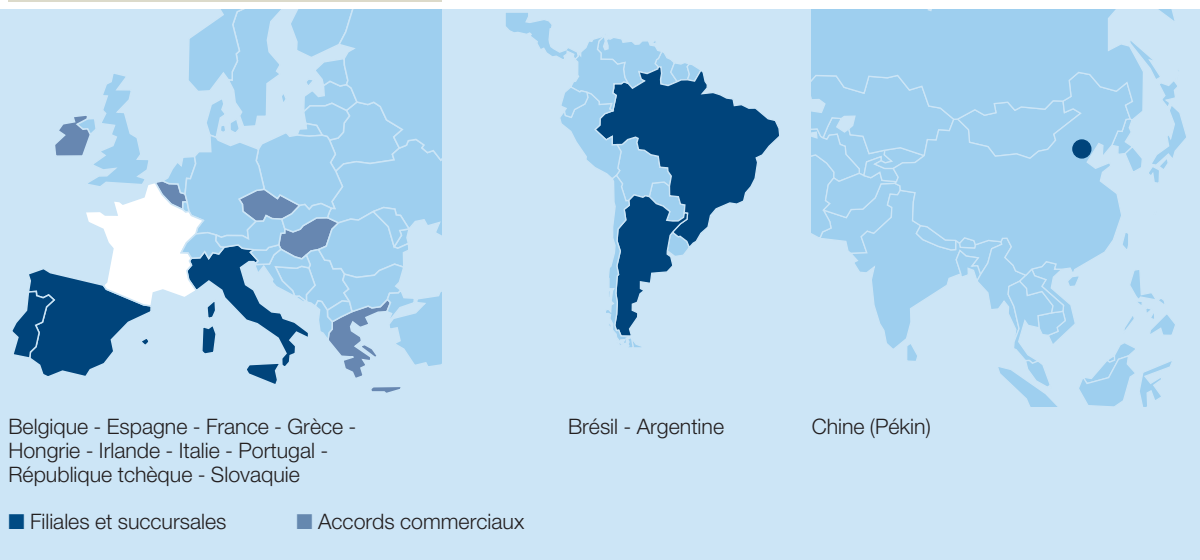 Belgique - Espagne - France - Grèce -
Hongrie - Irlande - Italie - Portugal -
République tchèque - Slovaquie
Brésil - Argentine
Chine (Pékin)
Filiales et succursales
Accords commerciaux